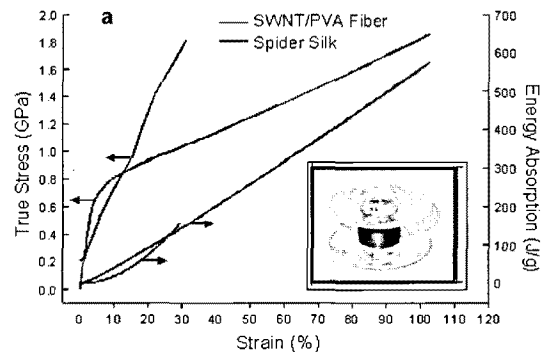 a
SWNT/PVA Fiber
Spider Silk
True Stress (GPa)
2.0
1.8
1.6
1.4
1.2
1.0
0.8
0.6
0.4
0.2
0.0
700
600
500
400
300
200
100
0
Energy Absorption (J/g)
0 10 20 30 40 50 60 70 80 90 100 110 120
Strain (%)